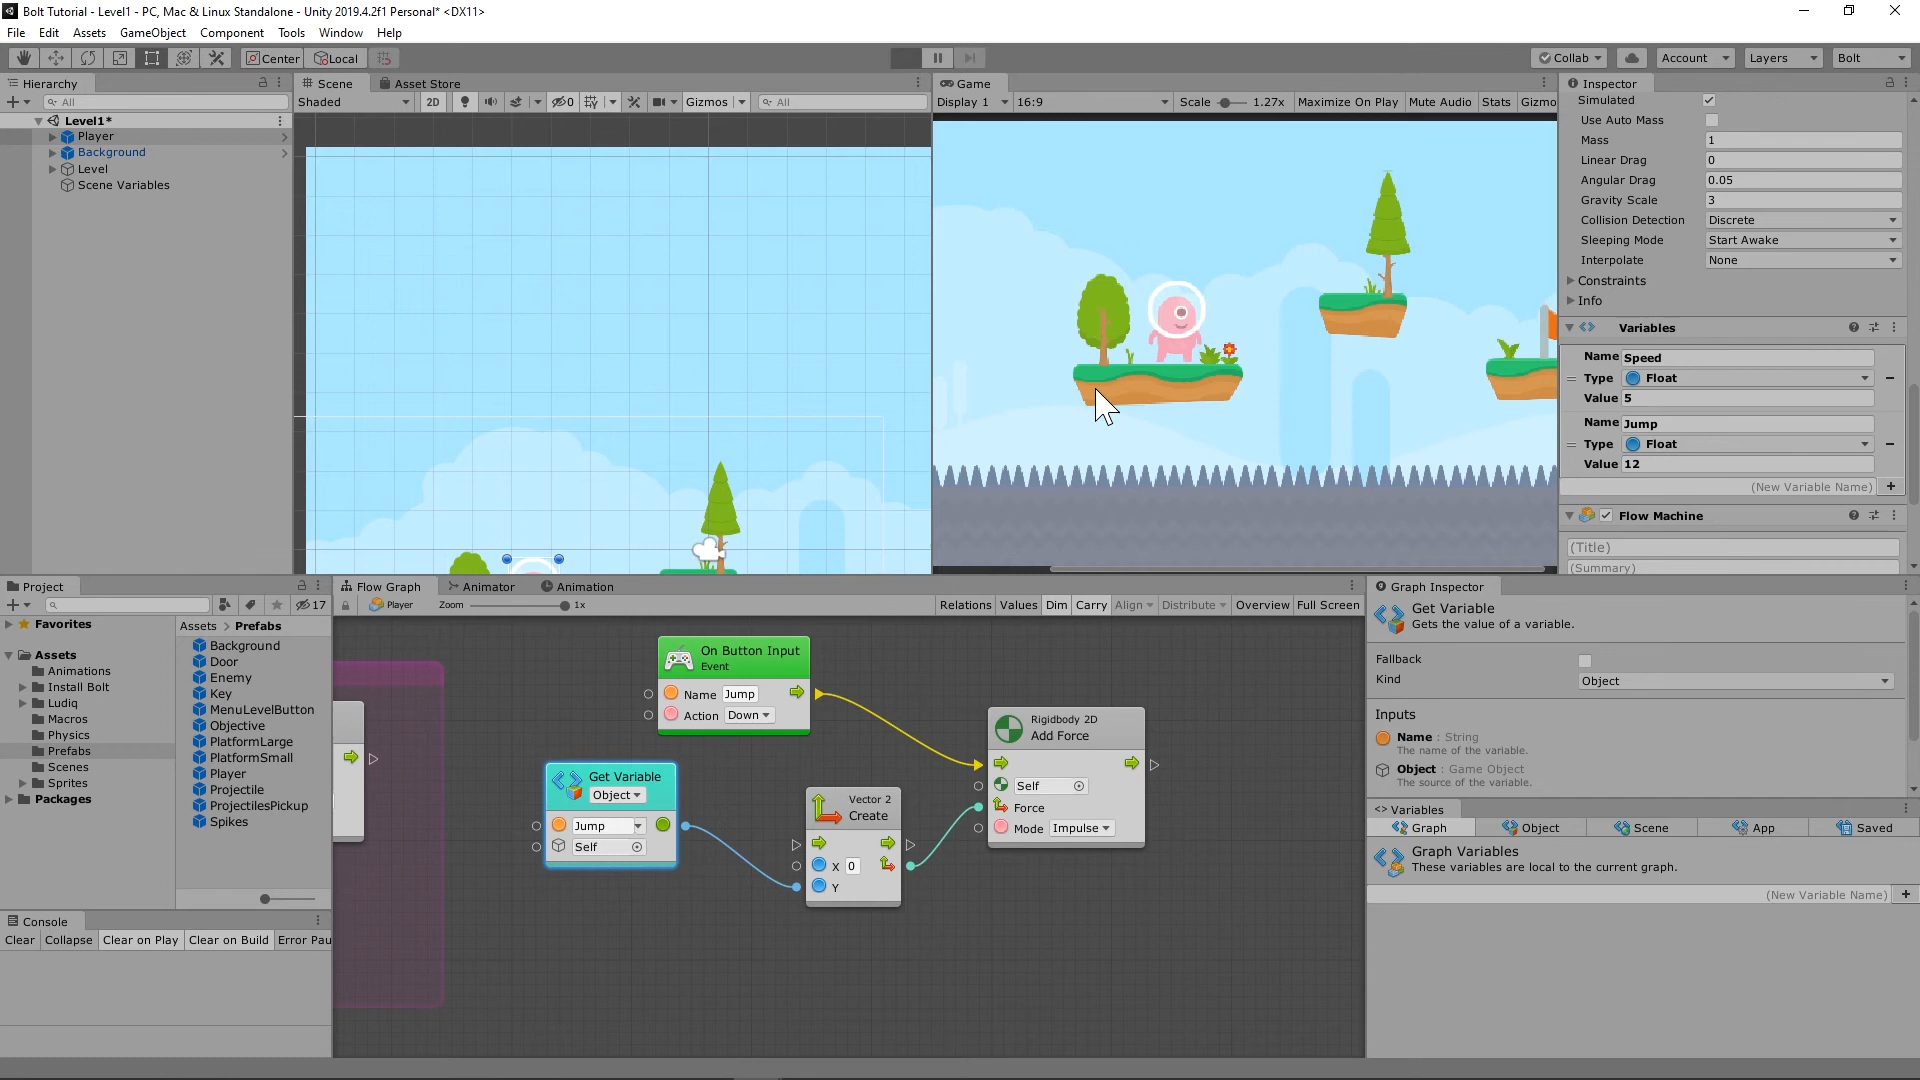 Bolt Tutorial - Level1 - PC, Mac & Linux Standalone - Unity 2019.4.2f1 Personal* <DX11>
File Edit Assets GameObject Component Tools Window Help
Center Local Collab Account Layers Bolt
Hierarchy
All
Level1*
Player
Background
Level
Scene Variables
Scene Asset Store
Shaded 2D 0 Gizmos All
Game
Display 1 16:9 Scale 1.27x Maximize On Play Mute Audio Stats Gizmo
Inspector
Simulated
Use Auto Mass
Mass 1
Linear Drag 0
Angular Drag 0.05
Gravity Scale 3
Collision Detection Discrete
Sleeping Mode Start Awake
Interpolate None
Constraints
Info
Variables
Name Speed
Type Float
Value 5
Name Jump
Type Float
Value 12
(New Variable Name)
Flow Machine
(Title)
(Summary)
Project
17
Favorites
Assets
Animations
Install Bolt
Ludiq
Macros
Physics
Prefabs
Scenes
Sprites
Packages
Assets > Prefabs
Background
Door
Enemy
Key
MenuLevelButton
Objective
PlatformLarge
PlatformSmall
Player
Projectile
ProjectilesPickup
Spikes
Console
Clear Collapse Clear on Play Clear on Build Error Pau
Flow Graph Animator Animation
Player Zoom 1x Relations Values Dim Carry Align Distribute Overview Full Screen
On Button Input
Event
Name Jump
Action Down
Get Variable
Object
Jump
Self
Vector 2
Create
X 0
Y
Rigidbody 2D
Add Force
Self
Force
Mode Impulse
Graph Inspector
Get Variable
Gets the value of a variable.
Fallback
Kind Object
Inputs
Name : String
The name of the variable.
Object : Game Object
The source of the variable.
Variables
Graph Object Scene App Saved
Graph Variables
These variables are local to the current graph.
(New Variable Name)